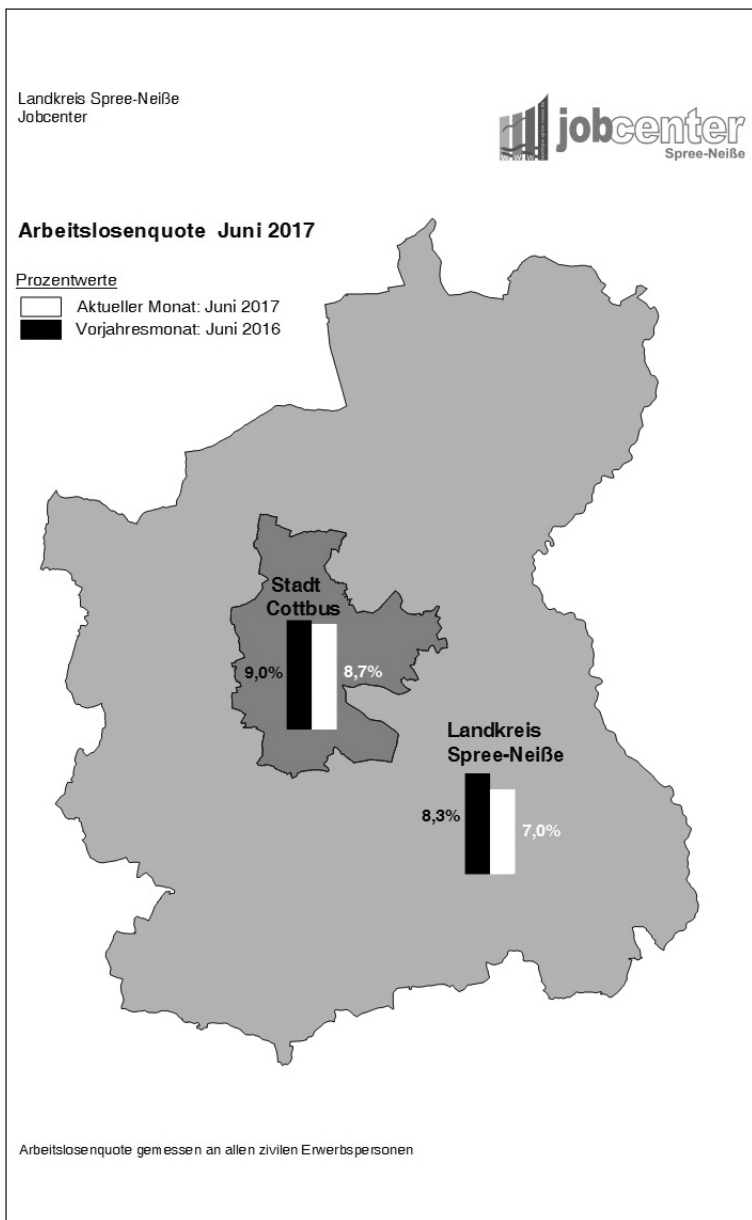 Landkreis Spree-Neiße
Jobcenter
jobcenter
Spree-Neiße
Arbeitslosenquote Juni 2017
Prozentwerte
Aktueller Monat: Juni 2017
Vorjahresmonat: Juni 2016
Stadt
Cottbus
9,0%
8,7%
Landkreis
Spree-Neiße
8,3%
7,0%
Arbeitslosenquote gemessen an allen zivilen Erwerbspersonen